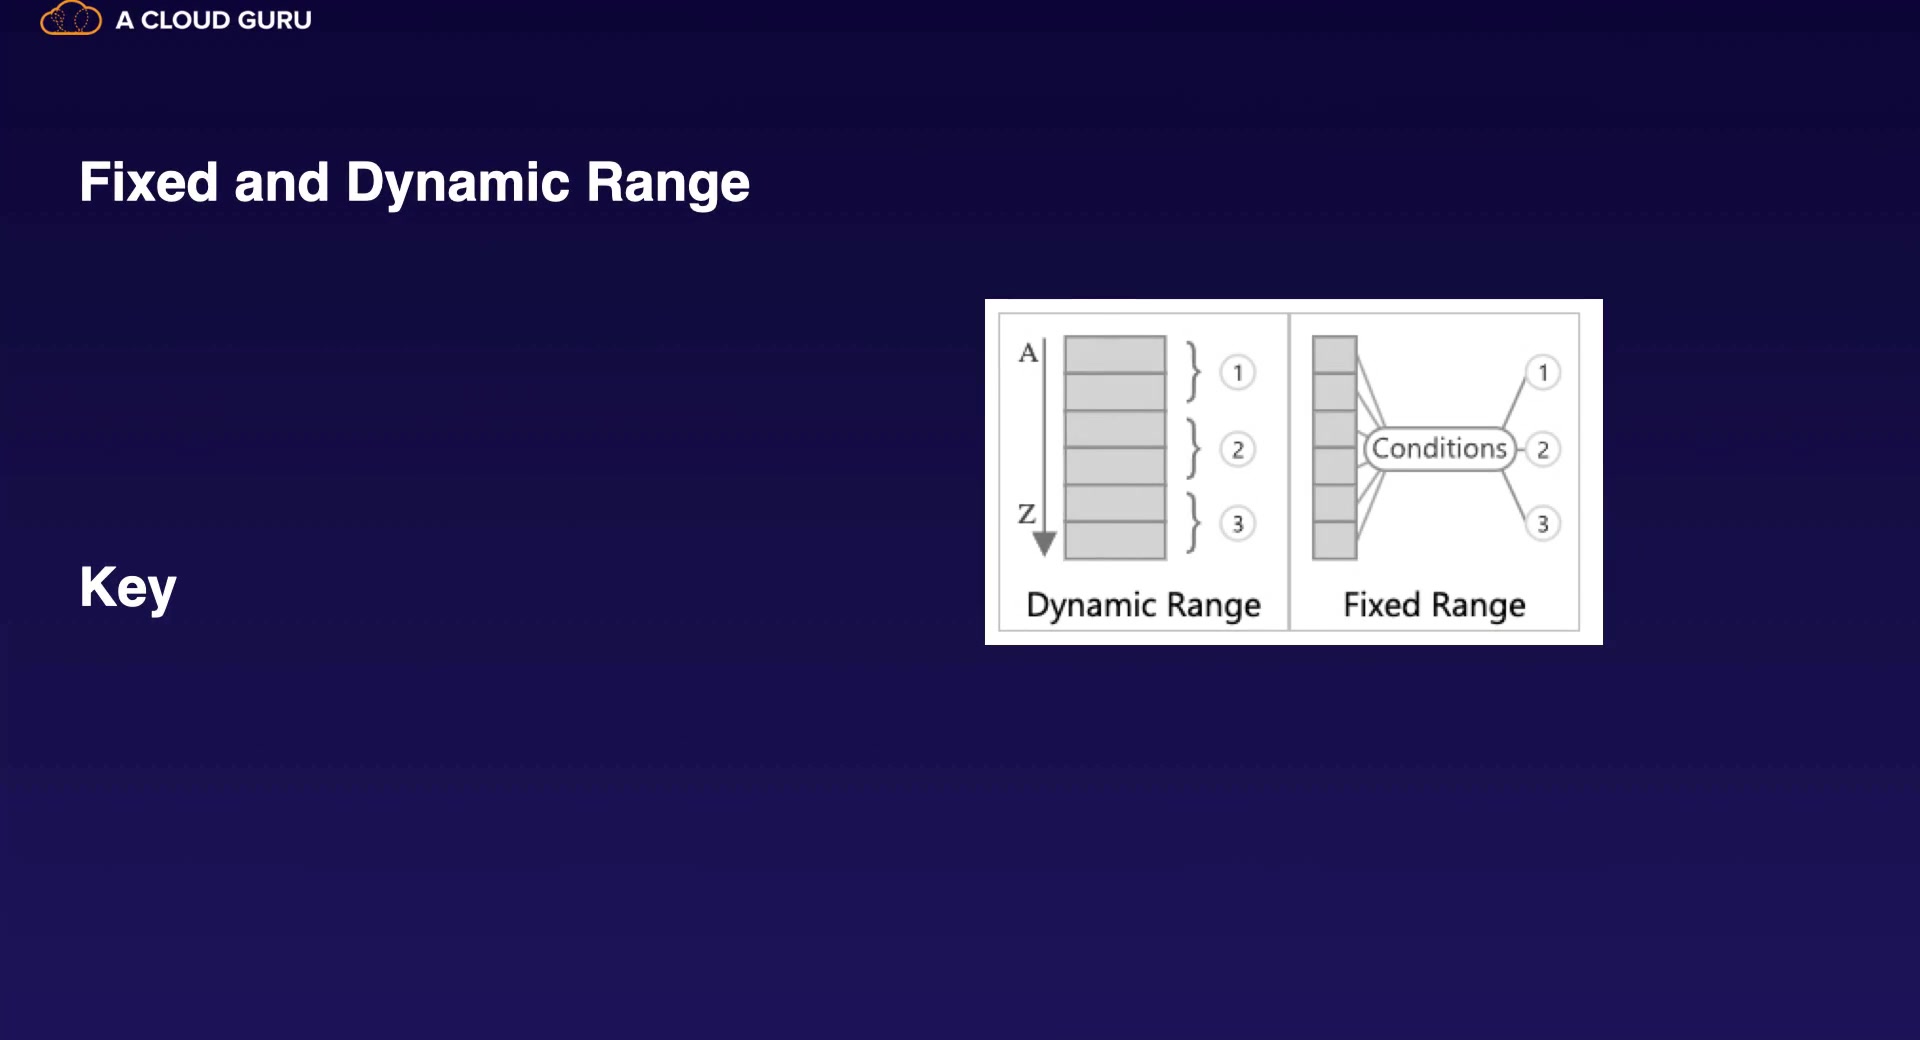 A CLOUD GURU
Fixed and Dynamic Range
A
Z
1
2
3
Dynamic Range
Conditions
1
2
3
Fixed Range
Key